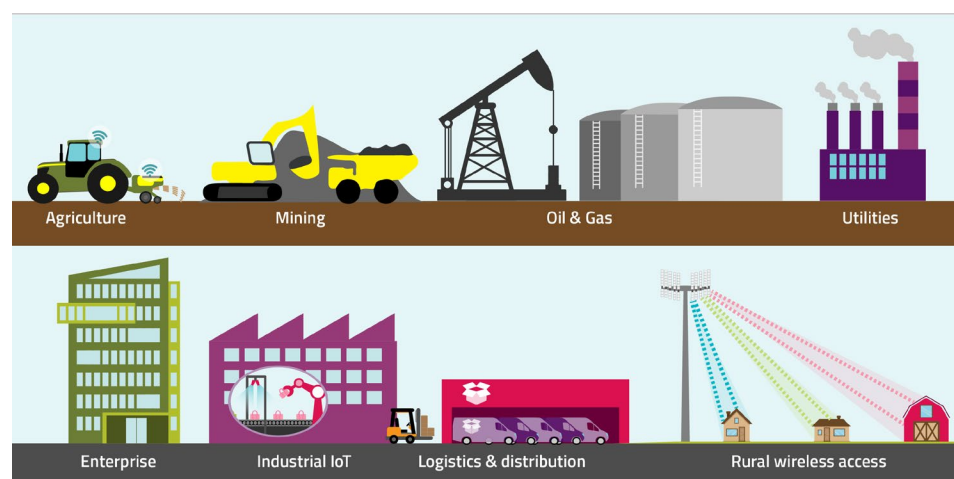 Agriculture
Mining
Oil & Gas
Utilities
Enterprise
Industrial IoT
Logistics & distribution
Rural wireless access